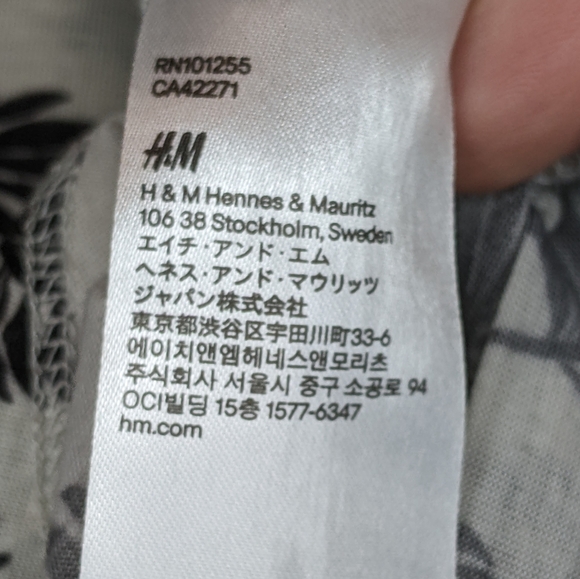 RN101255
CA42271
H&M
H & M Hennes & Mauritz
106 38 Stockholm, Sweden
エイチ・アンド・エム
ヘネス・アンド・マウリッツ
ジャパン株式会社
東京都渋谷区宇田川町33-6
에이치앤엠헤네스앤모리츠
주식회사 서울시 중구 소공로 94
OCI빌딩 15층 1577-6347
hm.com